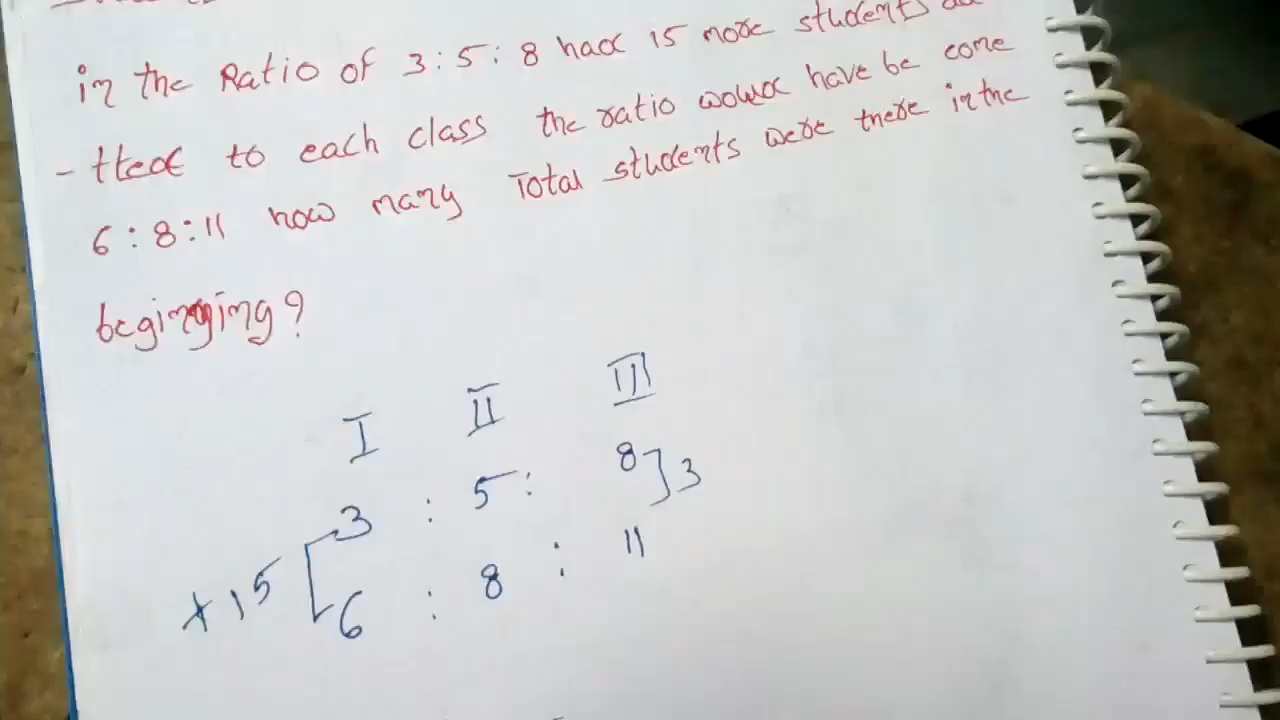 in the Ratio of 3:5:8 had 15 more students
- tted to each class the ratio would have be come
6:8:11 how many Total students were there in the
beginging?
I II III
3 : 5 : 8 ] 3
+15 [
6 : 8 : 11